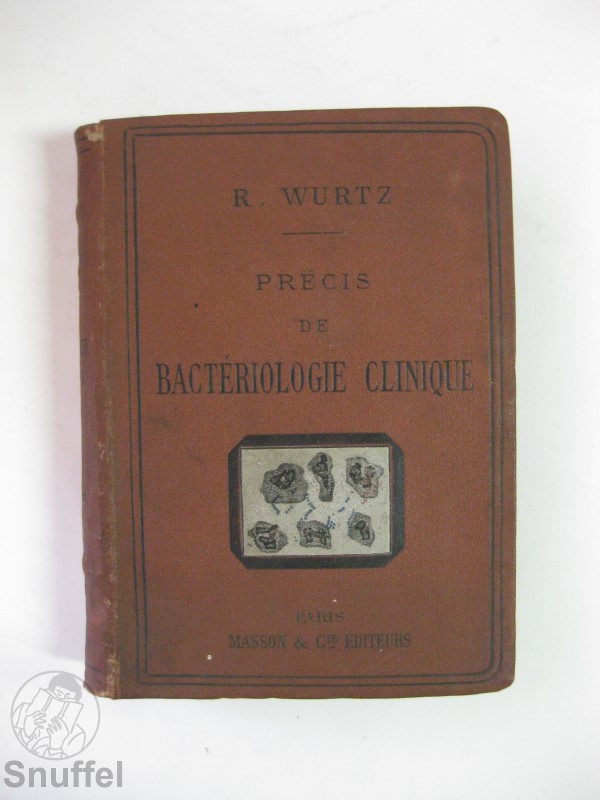 R. WURTZ
PRÉCIS
DE
BACTÉRIOLOGIE CLINIQUE
PARIS
MASSON & Cie ÉDITEURS
Snuffel